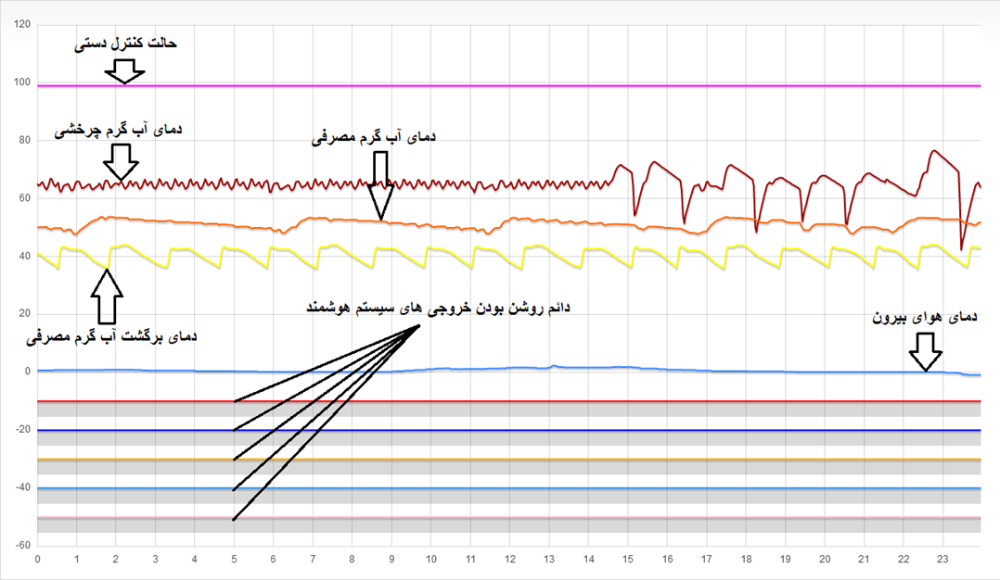 120
حالت کنترل دستی
100
دمای آب گرم چرخشی
دمای آب گرم مصرفی
80
60
40
20
دائم روشن بودن خروجی های سیستم هوشمند
دمای هوای بیرون
دمای برگشت آب گرم مصرفی
0
-20
-40
-60
0 1 2 3 4 5 6 7 8 9 10 11 12 13 14 15 16 17 18 19 20 21 22 23